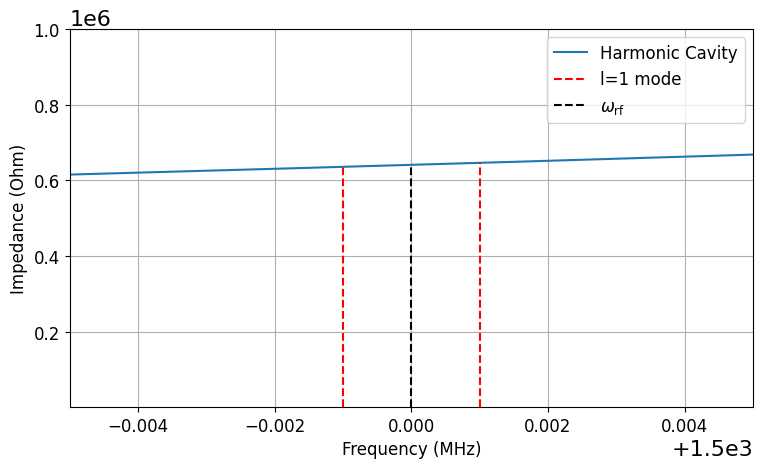 1e6
1.0
0.8
0.6
0.4
0.2
Impedance (Ohm)
Harmonic Cavity
l=1 mode
ω_rf
−0.004
−0.002
0.000
0.002
0.004
Frequency (MHz)
+1.5e3